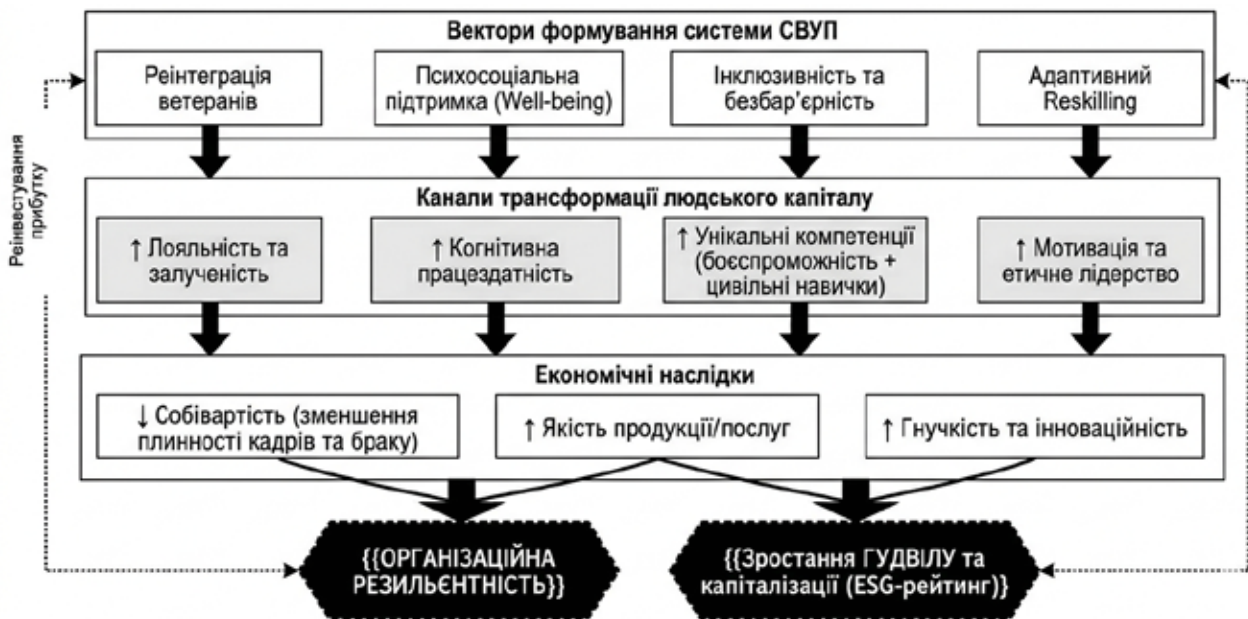 Вектори формування системи СВУП
Реінтеграція
ветеранів
Психосоціальна
підтримка (Well-being)
Інклюзивність та
безбар'єрність
Адаптивний
Reskilling
Реінвестування
прибутку
Канали трансформації людського капіталу
↑ Лояльність та
залученість
↑ Когнітивна
працездатність
↑ Унікальні компетенції
(боєспроможність +
цивільні навички)
↑ Мотивація та
етичне лідерство
Економічні наслідки
↓ Собівартість (зменшення
плинності кадрів та браку)
↑ Якість продукції/послуг
↑ Гнучкість та інноваційність
{{ОРГАНІЗАЦІЙНА
РЕЗИЛЬЄНТНІСТЬ}}
{{Зростання ГУДВІЛУ та
капіталізації (ESG-рейтинг)}